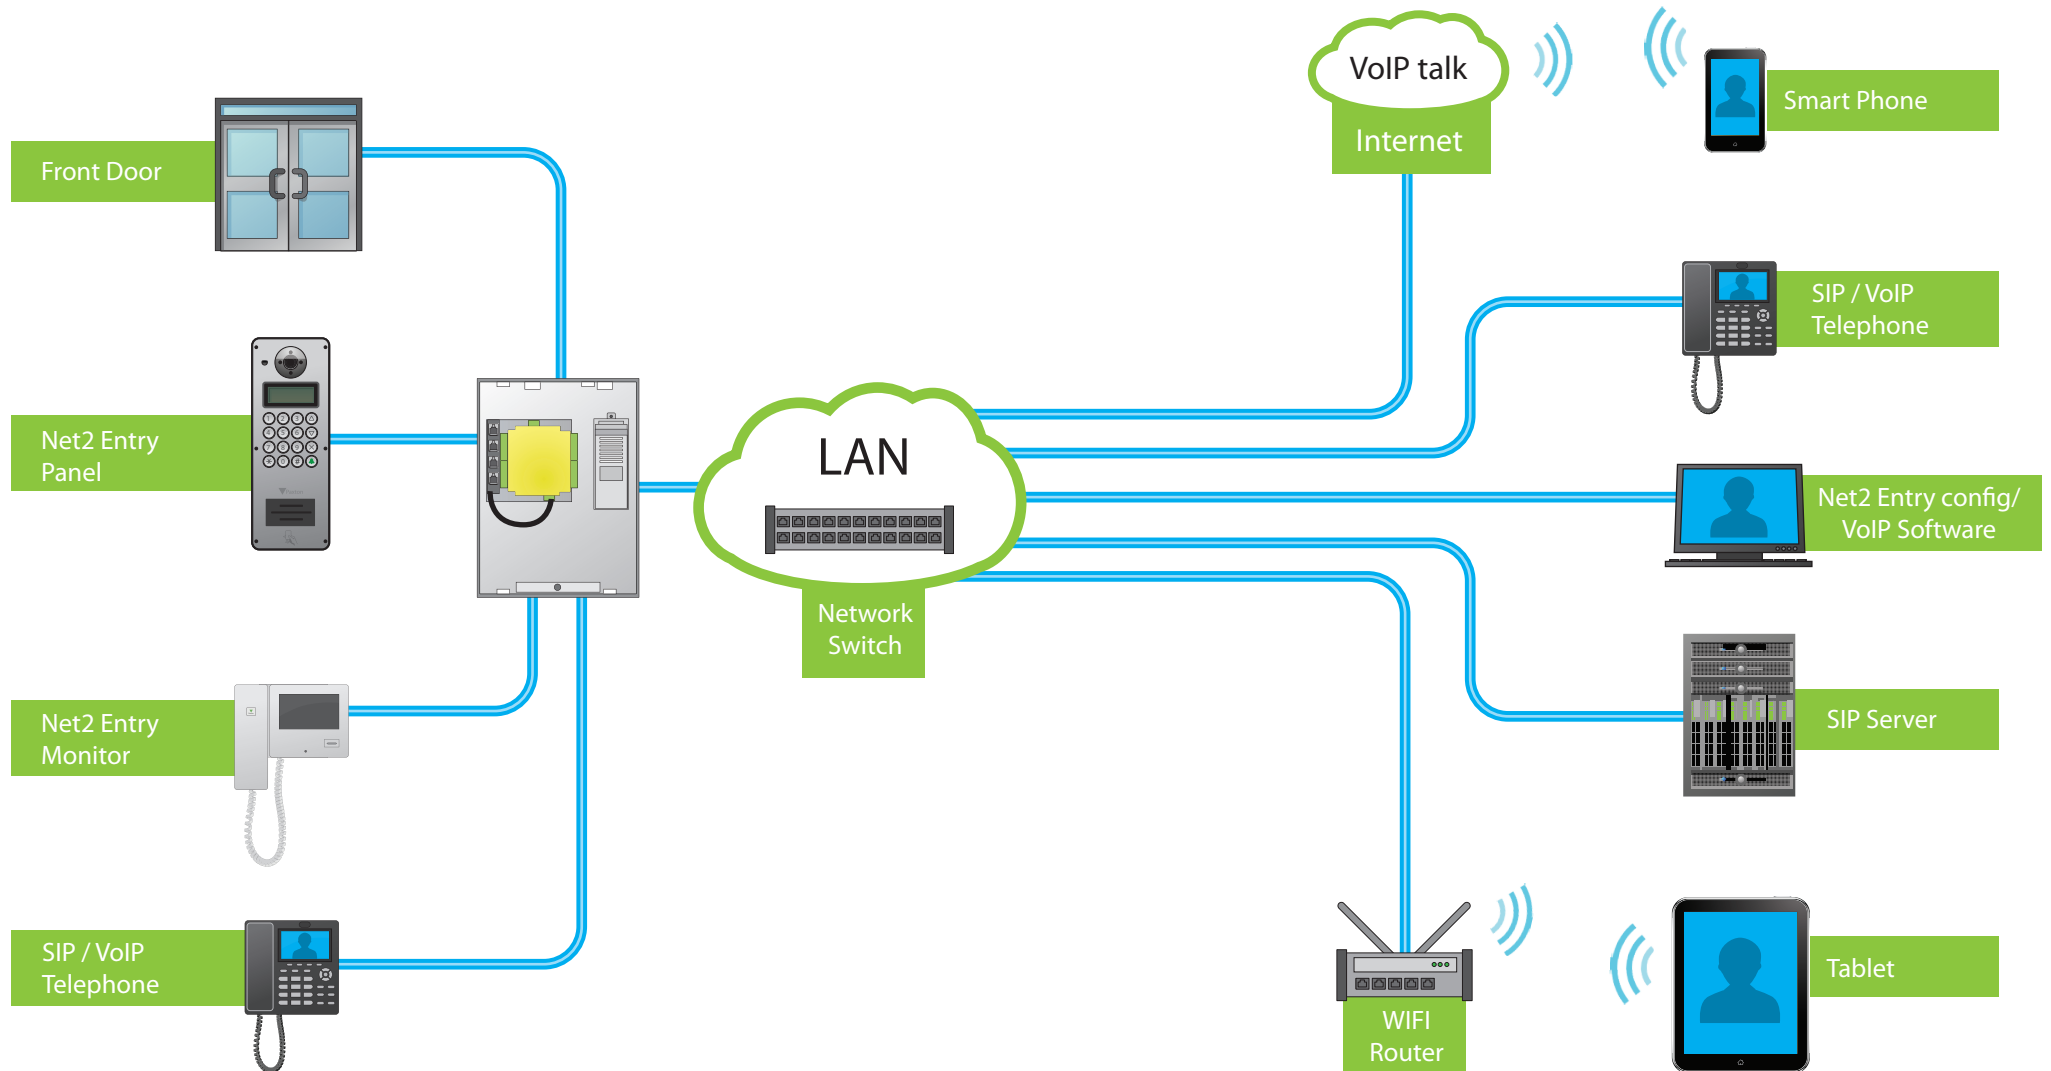 VoIP talk
Internet
Smart Phone
Front Door
SIP / VoIP
Telephone
Net2 Entry
Panel
LAN
Net2 Entry config/
VoIP Software
Network
Switch
Net2 Entry
Monitor
SIP Server
SIP / VoIP
Telephone
Tablet
WIFI
Router